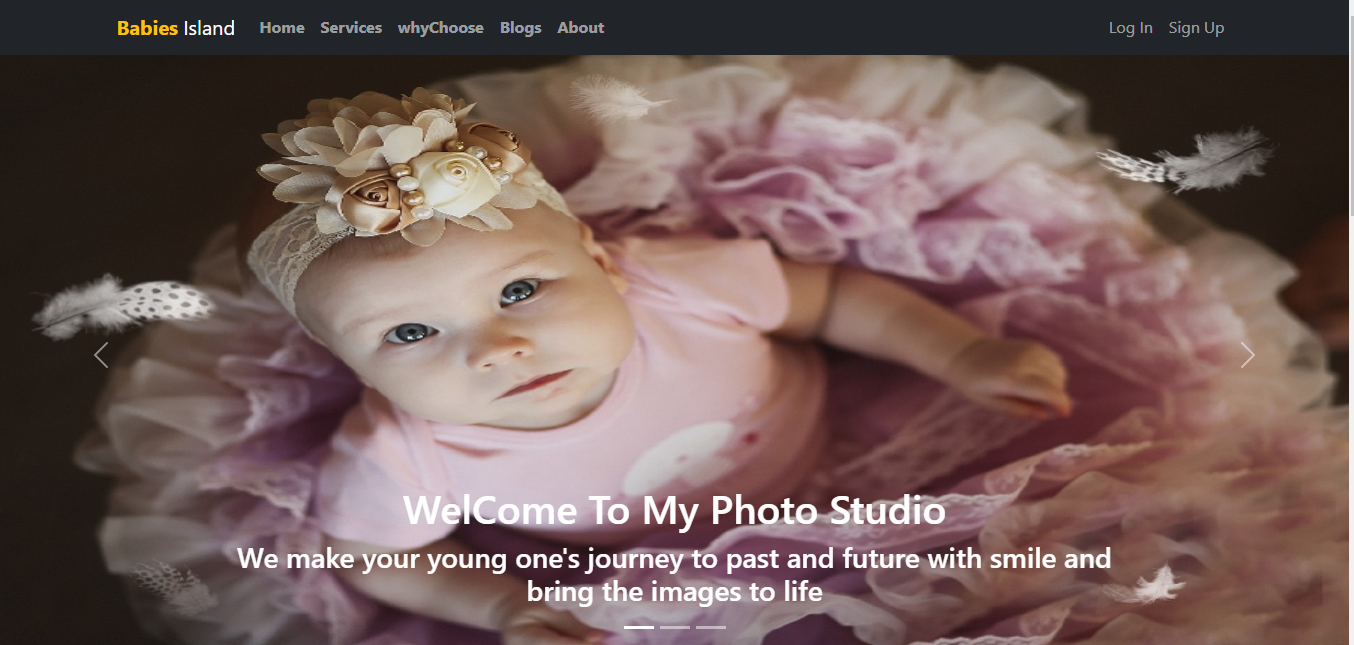 Babies Island Home Services whyChoose Blogs About Log In Sign Up
WelCome To My Photo Studio
We make your young one's journey to past and future with smile and
bring the images to life